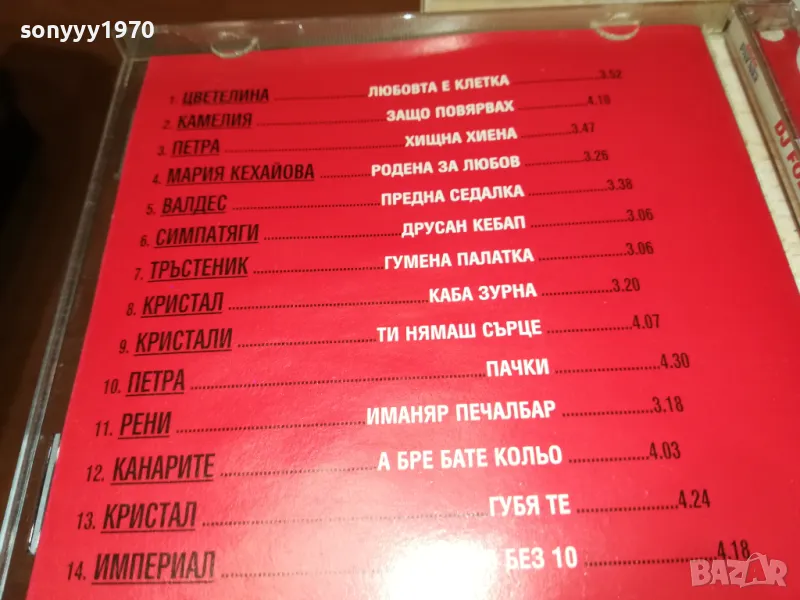 sonyyy1970
1. ЦВЕТЕЛИНА ЛЮБОВТА Е КЛЕТКА 3.52
2. КАМЕЛИЯ ЗАЩО ПОВЯРВАХ 4.18
3. ПЕТРА ХИЩНА ХИЕНА 3.47
4. МАРИЯ КЕХАЙОВА РОДЕНА ЗА ЛЮБОВ 3.26
5. ВАЛДЕС ПРЕДНА СЕДАЛКА 3.38
6. СИМПАТЯГИ ДРУСАН КЕБАП 3.06
7. ТРЪСТЕНИК ГУМЕНА ПАЛАТКА 3.06
8. КРИСТАЛ КАБА ЗУРНА 3.20
9. КРИСТАЛИ ТИ НЯМАШ СЪРЦЕ 4.07
10. ПЕТРА ПАЧКИ 4.30
11. РЕНИ ИМАНЯР ПЕЧАЛБАР 3.18
12. КАНАРИТЕ А БРЕ БАТЕ КОЛЬО 4.03
13. КРИСТАЛ ГУБЯ ТЕ 4.24
14. ИМПЕРИАЛ БЕЗ 10 4.18
DJ
BAZAR